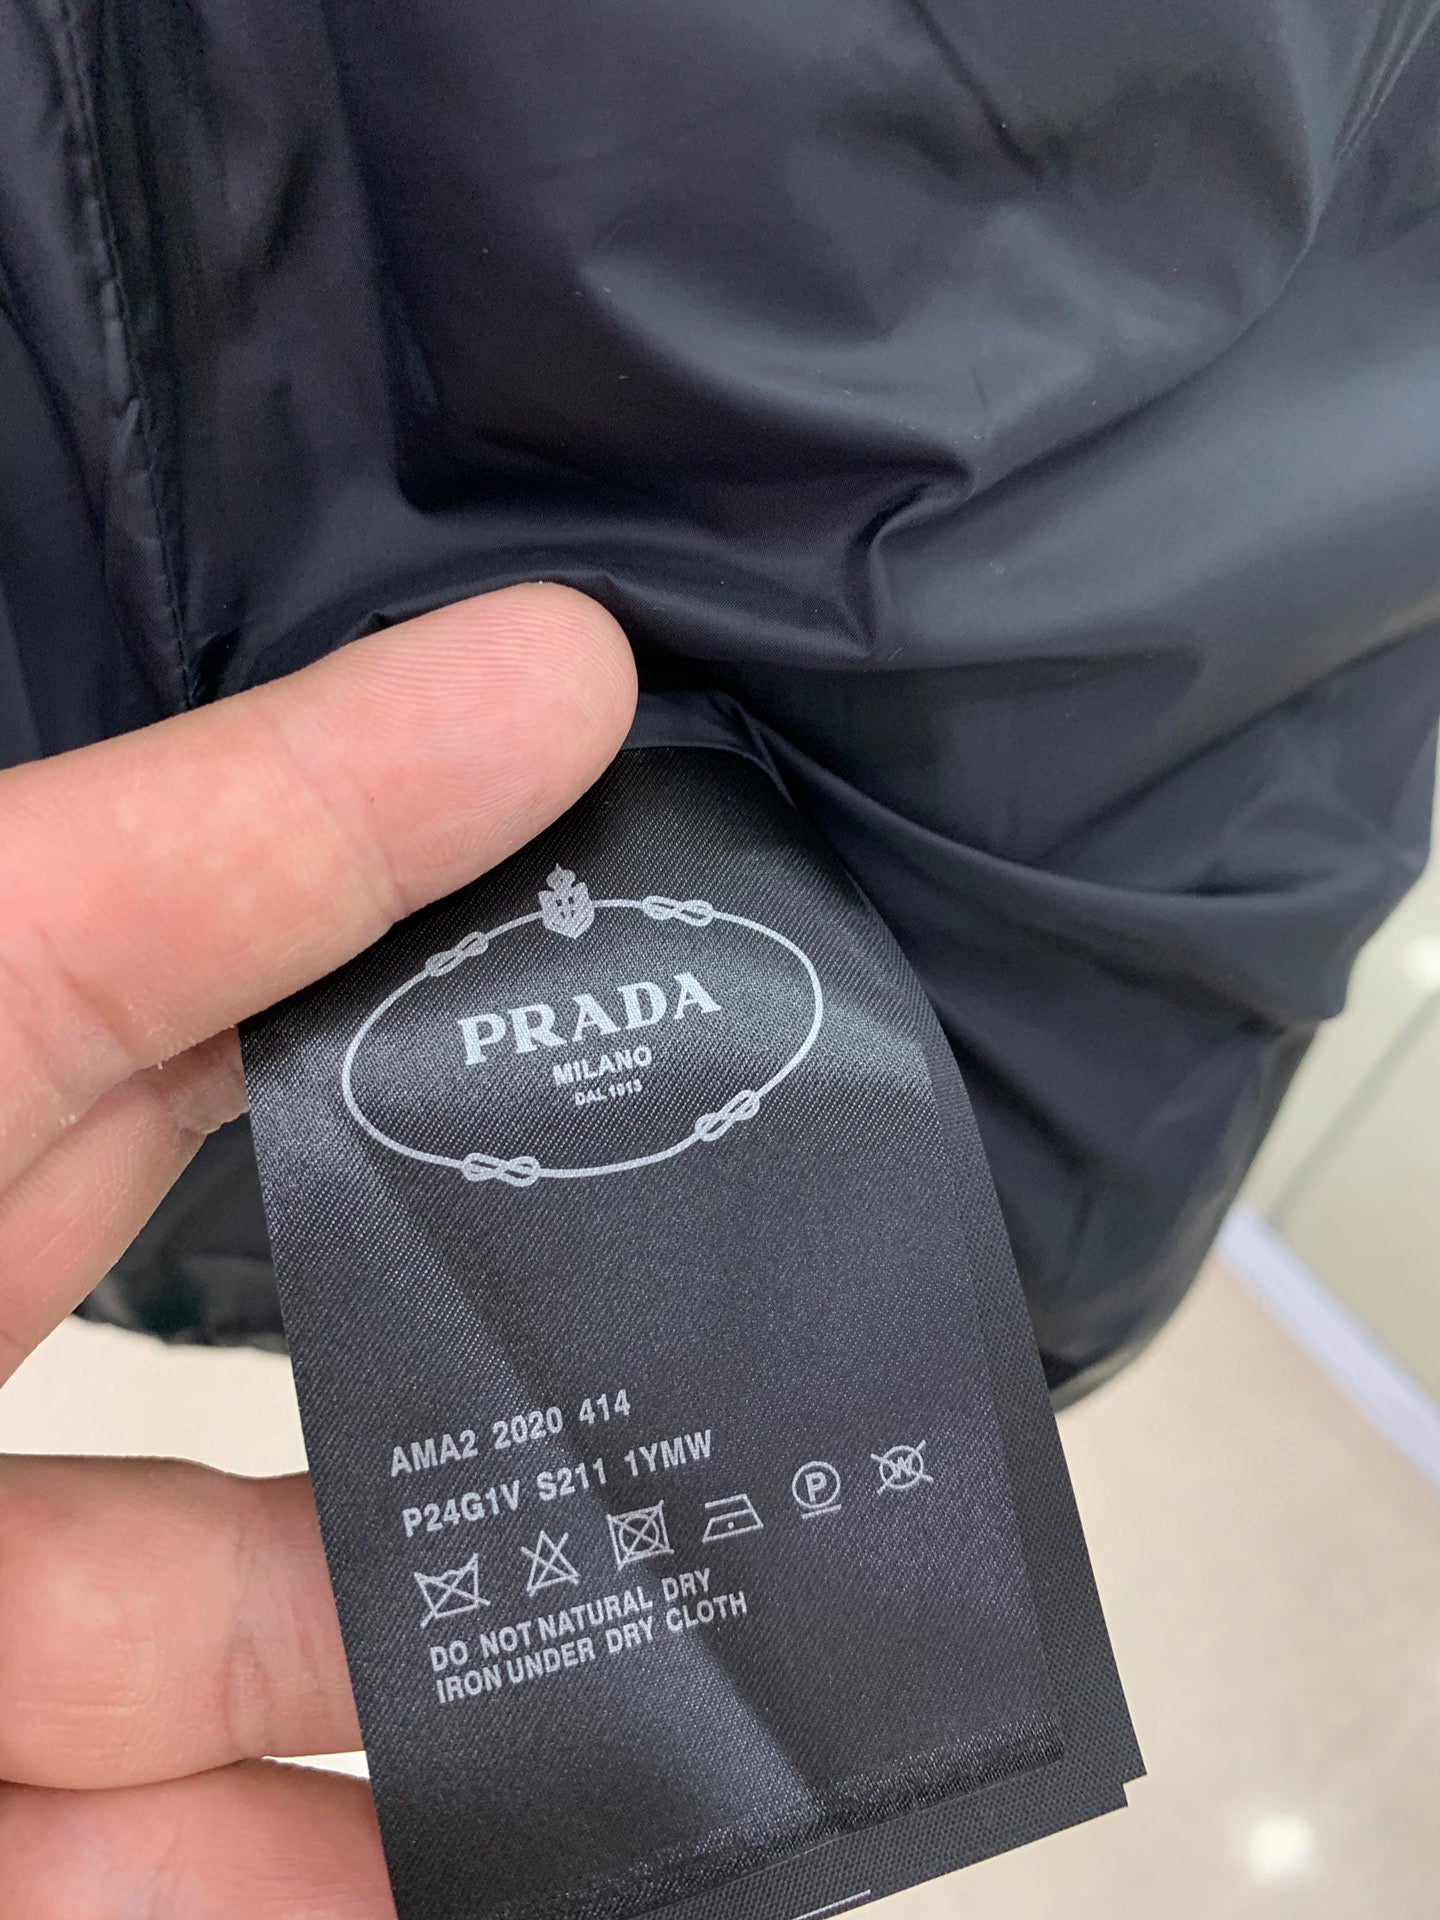 PRADA
MILANO
DAL 1913
AMA2 2020 414
P24G1V S211 1YMW
P W
DO NOT NATURAL DRY
IRON UNDER DRY CLOTH